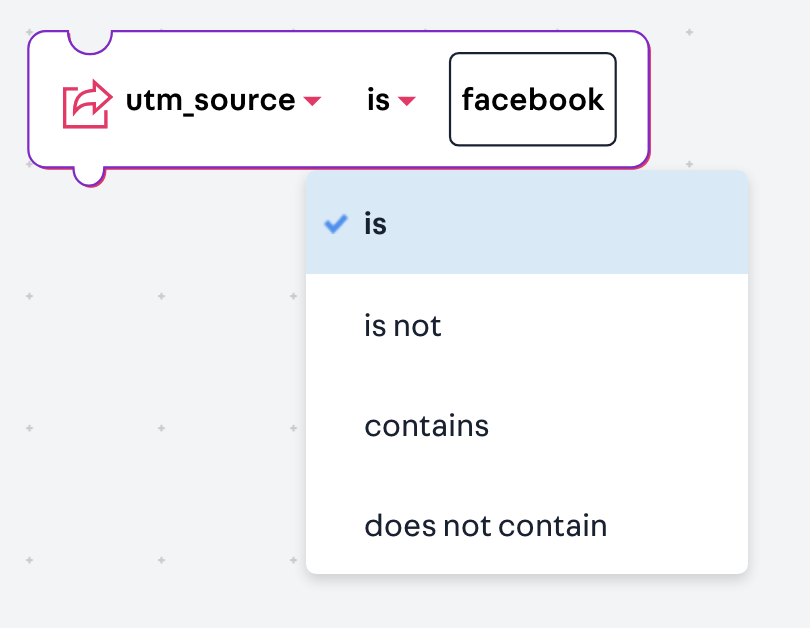 utm_source is facebook
is
is not
contains
does not contain